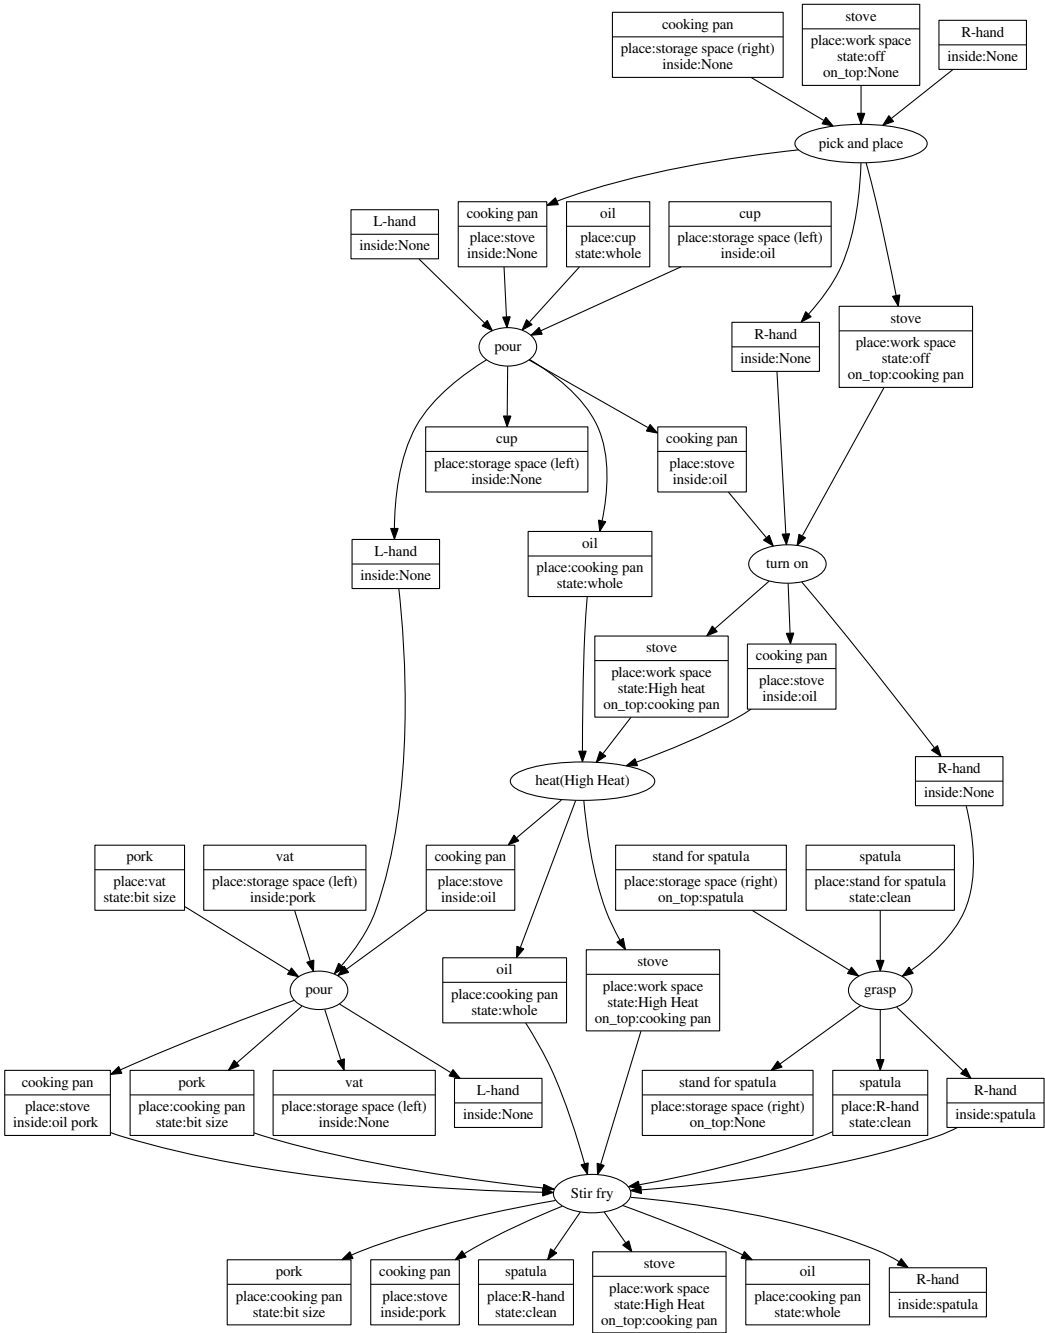 cooking pan
place:storage space (right)
inside:None
stove
place:work space
state:off
on_top:None
R-hand
inside:None
pick and place
L-hand
inside:None
cooking pan
place:stove
inside:None
oil
place:cup
state:whole
cup
place:storage space (left)
inside:oil
R-hand
inside:None
stove
place:work space
state:off
on_top:cooking pan
pour
cup
place:storage space (left)
inside:None
cooking pan
place:stove
inside:oil
L-hand
inside:None
oil
place:cooking pan
state:whole
turn on
stove
place:work space
state:High heat
on_top:cooking pan
cooking pan
place:stove
inside:oil
heat(High Heat)
R-hand
inside:None
pork
place:vat
state:bit size
vat
place:storage space (left)
inside:pork
cooking pan
place:stove
inside:oil
stand for spatula
place:storage space (right)
on_top:spatula
spatula
place:stand for spatula
state:clean
pour
oil
place:cooking pan
state:whole
stove
place:work space
state:High Heat
on_top:cooking pan
grasp
cooking pan
place:stove
inside:oil pork
pork
place:cooking pan
state:bit size
vat
place:storage space (left)
inside:None
L-hand
inside:None
stand for spatula
place:storage space (right)
on_top:None
spatula
place:R-hand
state:clean
R-hand
inside:spatula
Stir fry
pork
place:cooking pan
state:bit size
cooking pan
place:stove
inside:pork
spatula
place:R-hand
state:clean
stove
place:work space
state:High Heat
on_top:cooking pan
oil
place:cooking pan
state:whole
R-hand
inside:spatula